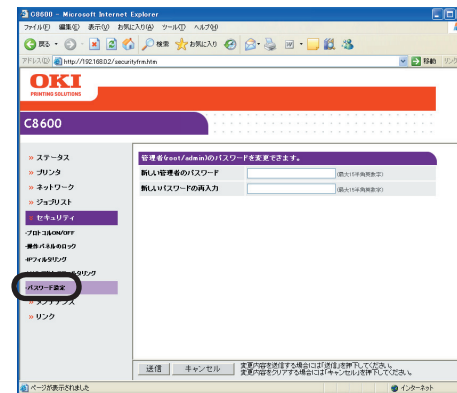 C8600 - Microsoft Internet Explorer
ファイル(F) 編集(E) 表示(V) お気に入り(A) ツール(T) ヘルプ(H)
戻る 検索 お気に入り
アドレス(D) http://192.168.0.2/securityfrm.htm 移動 リンク
OKI
PRINTING SOLUTIONS
C8600
» ステータス
» プリンタ
» ネットワーク
» ジョブリスト
セキュリティ
・プロトコルON/OFF
・操作パネルのロック
・IPフィルタリング
・パスワード設定
» メンテナンス
» リンク
管理者(root/admin)のパスワードを変更できます。
新しい管理者のパスワード (最大15半角英数字)
新しいパスワードの再入力 (最大15半角英数字)
送信 キャンセル 変更内容を送信する場合には「送信」を押下してください。
変更内容をクリアする場合には「キャンセル」を押下してください。
ページが表示されました インターネット